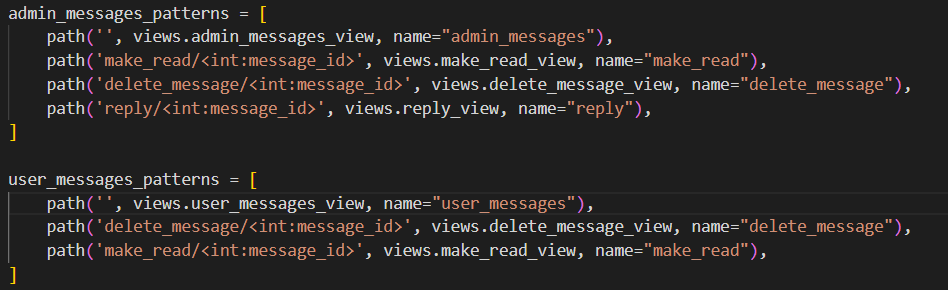 admin_messages_patterns = [
    path('', views.admin_messages_view, name="admin_messages"),
    path('make_read/<int:message_id>', views.make_read_view, name="make_read"),
    path('delete_message/<int:message_id>', views.delete_message_view, name="delete_message"),
    path('reply/<int:message_id>', views.reply_view, name="reply"),
]

user_messages_patterns = [
    path('', views.user_messages_view, name="user_messages"),
    path('delete_message/<int:message_id>', views.delete_message_view, name="delete_message"),
    path('make_read/<int:message_id>', views.make_read_view, name="make_read"),
]